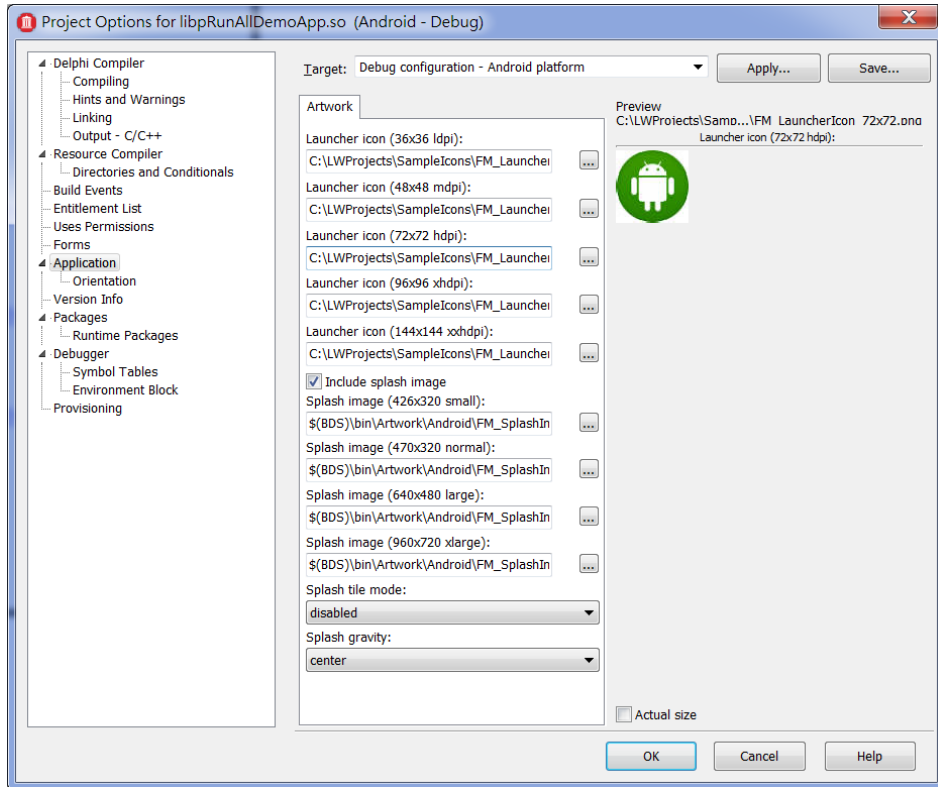 Project Options for libpRunAllDemoApp.so (Android - Debug)
Delphi Compiler
Compiling
Hints and Warnings
Linking
Output - C/C++
Resource Compiler
Directories and Conditionals
Build Events
Entitlement List
Uses Permissions
Forms
Application
Orientation
Version Info
Packages
Runtime Packages
Debugger
Symbol Tables
Environment Block
Provisioning
Target: Debug configuration - Android platform
Apply...
Save...
Artwork
Launcher icon (36x36 ldpi):
C:\LWProjects\SampleIcons\FM_Launcher
...
Launcher icon (48x48 mdpi):
C:\LWProjects\SampleIcons\FM_Launcher
...
Launcher icon (72x72 hdpi):
C:\LWProjects\SampleIcons\FM_Launcher
...
Launcher icon (96x96 xhdpi):
C:\LWProjects\SampleIcons\FM_Launcher
...
Launcher icon (144x144 xxhdpi):
C:\LWProjects\SampleIcons\FM_Launcher
...
Include splash image
Splash image (426x320 small):
$(BDS)\bin\Artwork\Android\FM_SplashIn
...
Splash image (470x320 normal):
$(BDS)\bin\Artwork\Android\FM_SplashIn
...
Splash image (640x480 large):
$(BDS)\bin\Artwork\Android\FM_SplashIn
...
Splash image (960x720 xlarge):
$(BDS)\bin\Artwork\Android\FM_SplashIn
...
Splash tile mode:
disabled
Splash gravity:
center
Preview
C:\LWProjects\Samp...\FM_LauncherIcon_72x72.png
Launcher icon (72x72 hdpi):
Actual size
OK
Cancel
Help